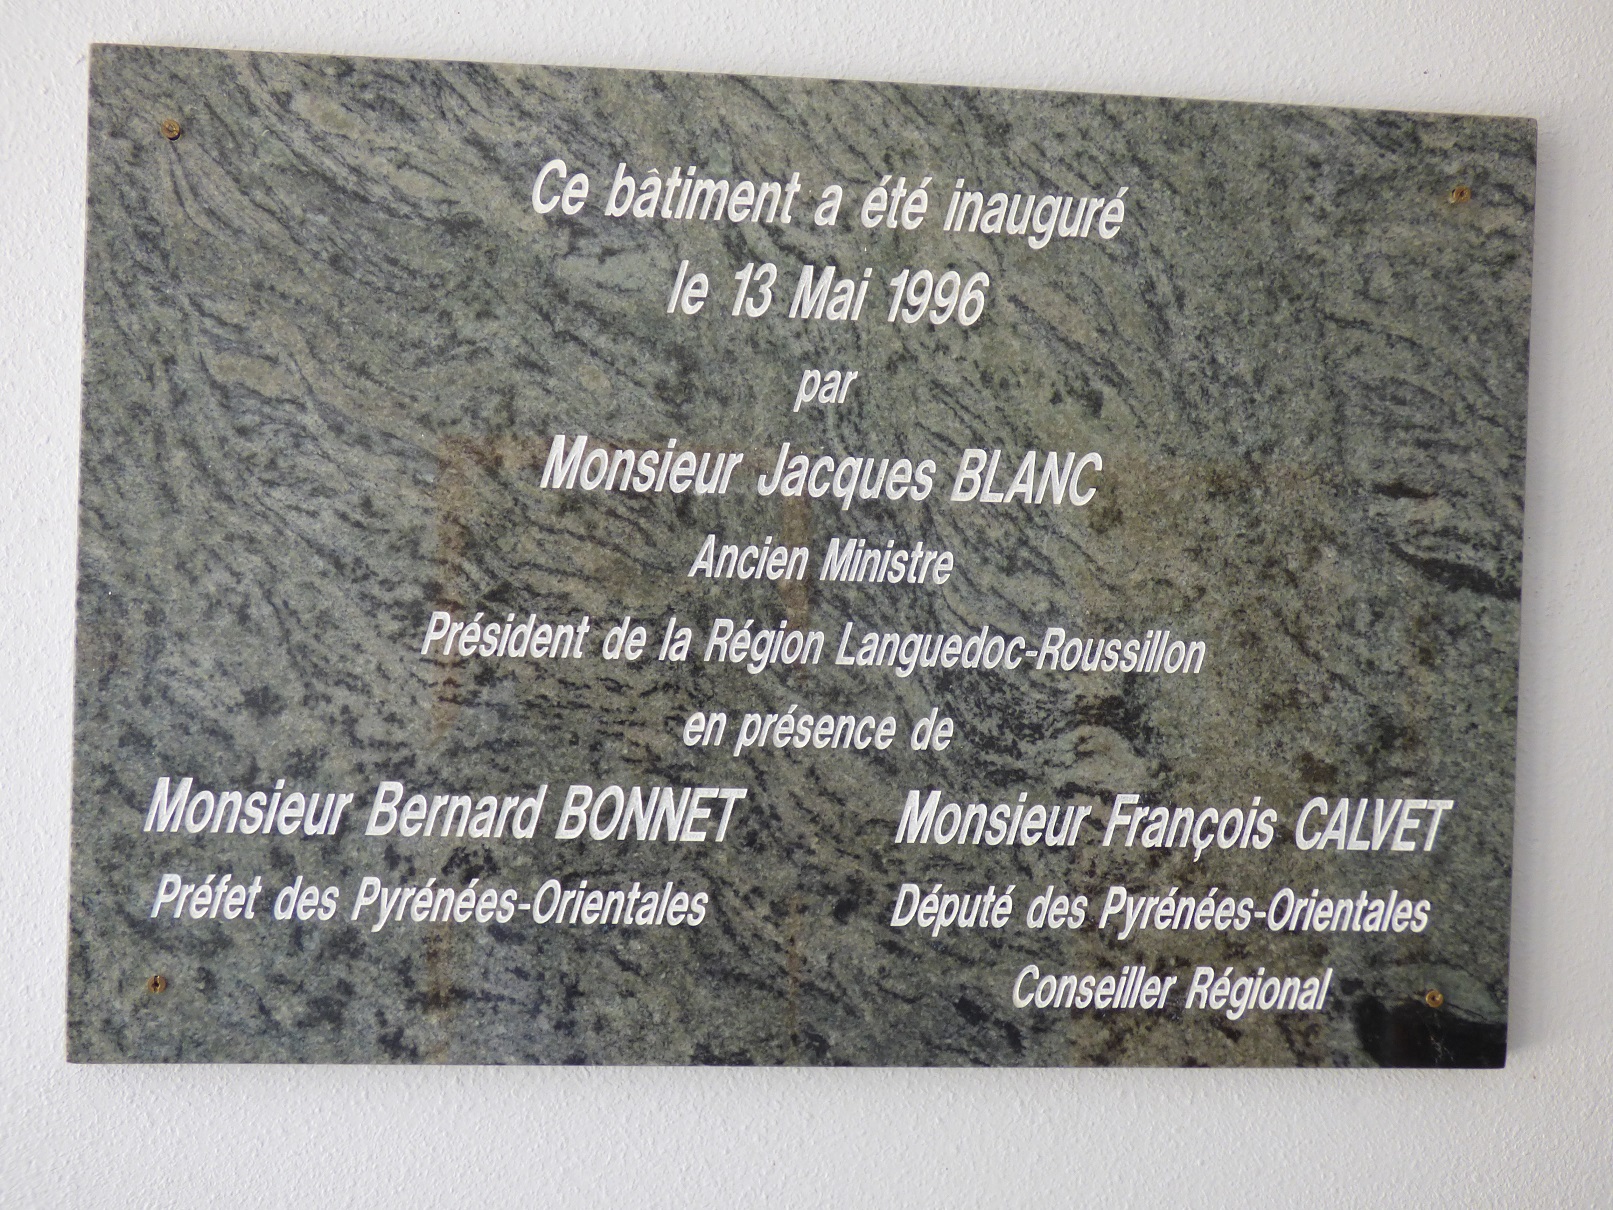 Ce bâtiment a été inauguré
le 13 Mai 1996
par
Monsieur Jacques BLANC
Ancien Ministre
Président de la Région Languedoc-Roussillon
en présence de
Monsieur Bernard BONNET
Préfet des Pyrénées-Orientales
Monsieur François CALVET
Député des Pyrénées-Orientales
Conseiller Régional